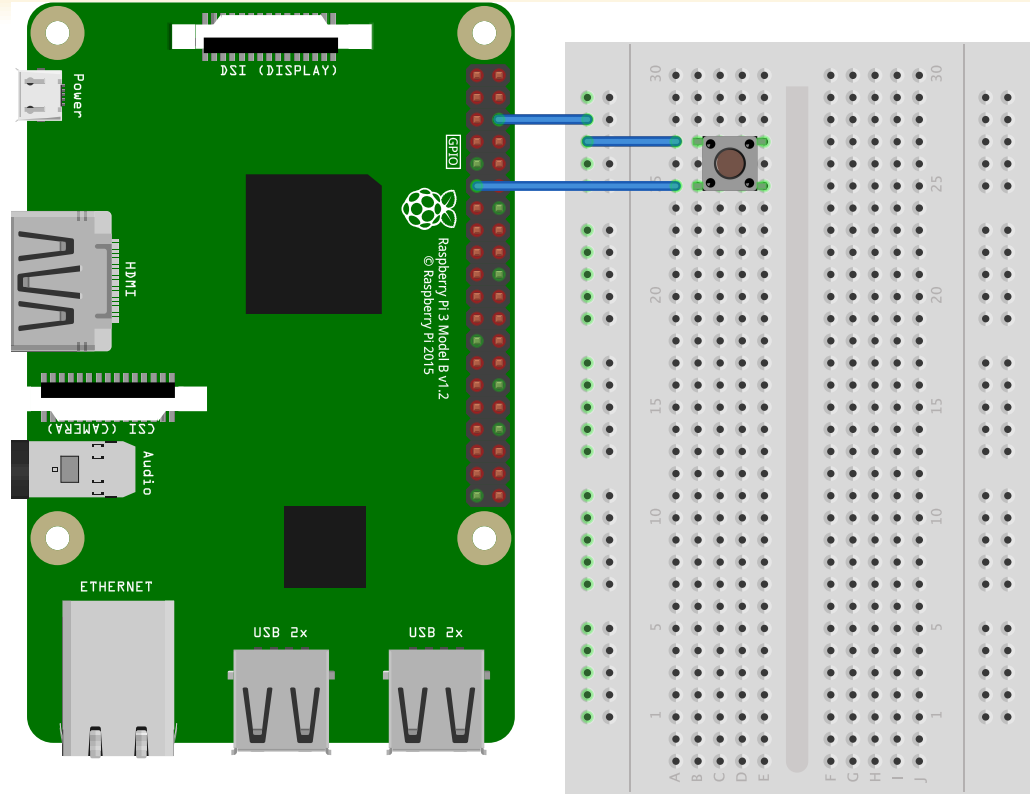 DSI (DISPLAY)
Power
GPIO
HDMI
Raspberry Pi 3 Model B v1.2
© Raspberry Pi 2015
CSI (CAMERA)
Audio
ETHERNET
USB 2x
USB 2x
30
30
25
25
20
20
15
15
10
10
5
5
1
1
A
B
C
D
E
F
G
H
I
J